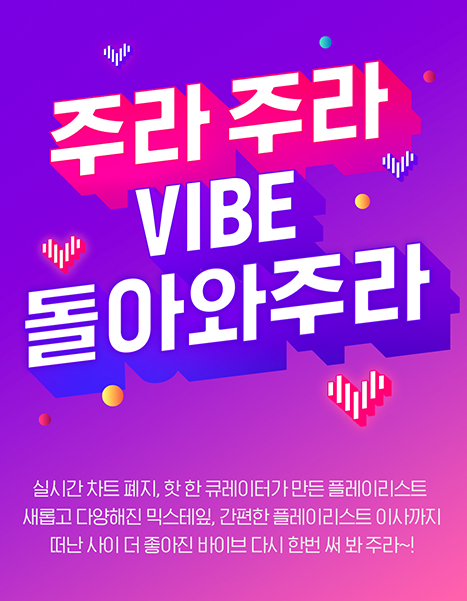 주라 주라
VIBE
돌아와주라
실시간 차트 폐지, 핫 한 큐레이터가 만든 플레이리스트
새롭고 다양해진 믹스테잎, 간편한 플레이리스트 이사까지
떠난 사이 더 좋아진 바이브 다시 한번 써 봐 주라~!